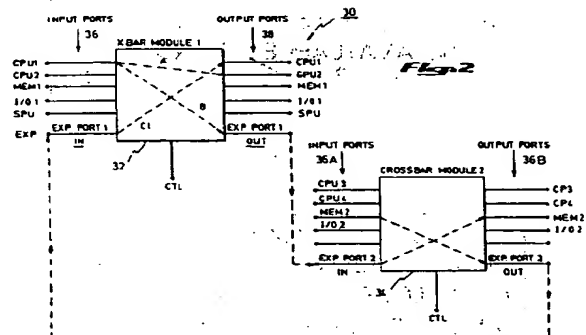 30
INPUT PORTS
36
OUTPUT PORTS
38
XBAR MODULE 1
Fig. 2
CPU1
CPU2
MEM1
I/O1
SPU
EXP
CPU1
CPU2
MEM1
I/O1
SPU
B
C1
EXP PORT 1
IN
EXP PORT 1
OUT
32
CTL
INPUT PORTS
36A
OUTPUT PORTS
36B
CROSSBAR MODULE 2
CPU3
CPU4
MEM2
I/O2
CP3
CP4
MEM2
I/O2
EXP PORT 2
IN
EXP PORT 2
OUT
CTL